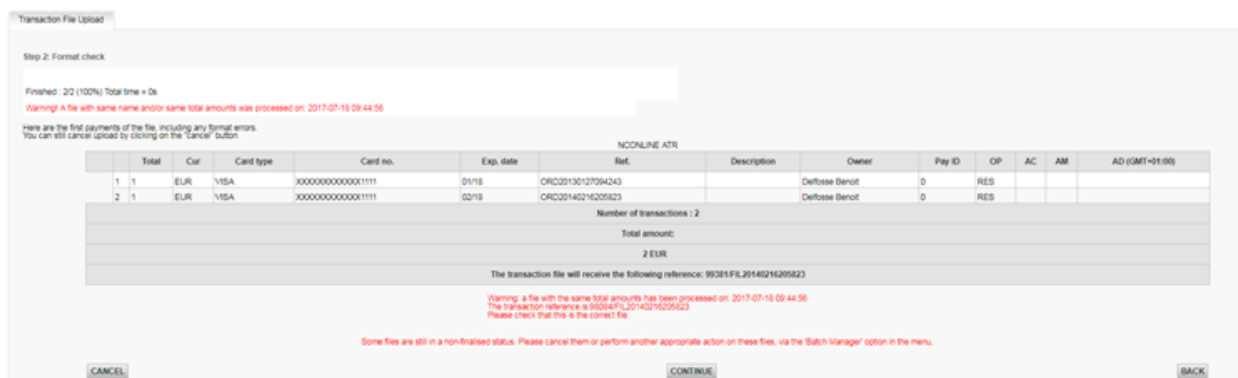 Transaction File Upload
Step 2: Format check
Finished : 2/2 (100%) Total time = 0s
Warning! A file with same name and/or same total amounts was processed on: 2017-07-18 09:44:56
Here are the first payments of the file, including any format errors.
You can still cancel upload by clicking on the "cancel" button
NCONLINE ATR
Total Cur Card type Card no. Exp. date Ref. Description Owner Pay ID OP AC AM AD (GMT+01:00)
1 1 EUR VISA XXXXXXXXXXXX1111 01/18 ORD20130127094243 Delfosse Benoit 0 RES
2 1 EUR VISA XXXXXXXXXXXX1111 02/18 ORD20140216205823 Delfosse Benoit 0 RES
Number of transactions : 2
Total amount:
2 EUR
The transaction file will receive the following reference: 99381/FIL20140216205823
Warning: a file with the same total amounts has been processed on: 2017-07-18 09:44:56
The transaction reference is:98084/FIL20140216205823
Please check that this is the correct file.
Some files are still in a non-finalised status. Please cancel them or perform another appropriate action on these files, via the 'Batch Manager' option in the menu.
CANCEL CONTINUE BACK